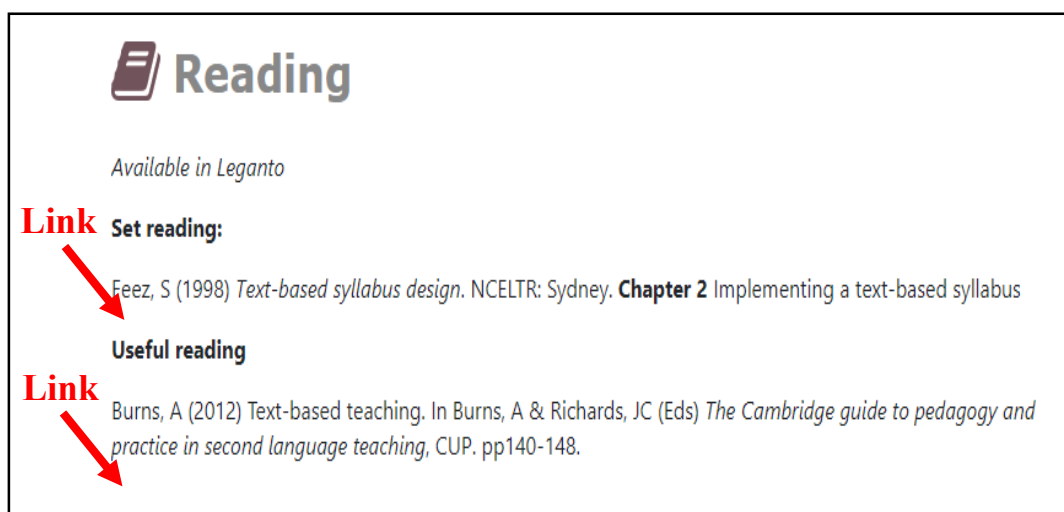 Reading
Available in Leganto
Link
Set reading:
Feez, S (1998) Text-based syllabus design. NCELTR: Sydney. Chapter 2 Implementing a text-based syllabus
Useful reading
Link
Burns, A (2012) Text-based teaching. In Burns, A & Richards, JC (Eds) The Cambridge guide to pedagogy and
practice in second language teaching, CUP. pp140-148.